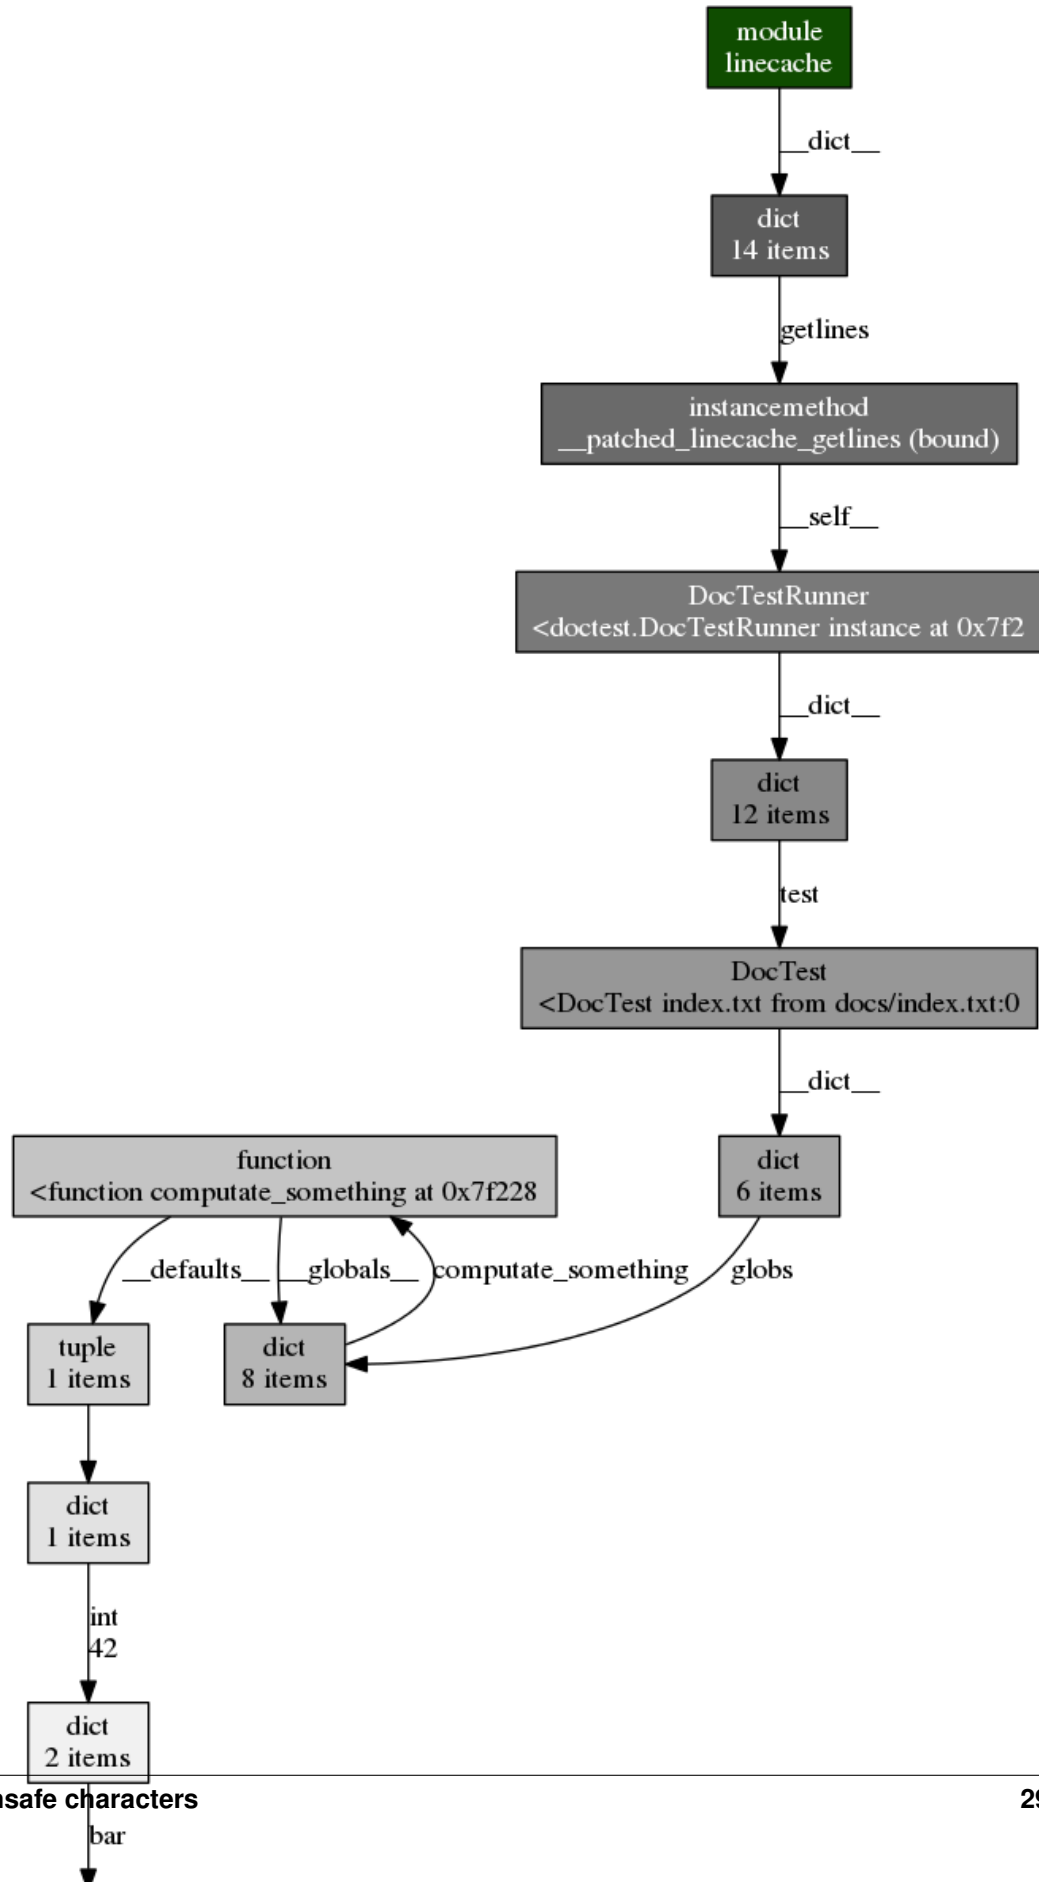 module
linecache
__dict__
dict
14 items
getlines
instancemethod
__patched_linecache_getlines (bound)
__self__
DocTestRunner
<doctest.DocTestRunner instance at 0x7f2
__dict__
dict
12 items
test
DocTest
<DocTest index.txt from docs/index.txt:0
__dict__
function
<function computate_something at 0x7f228
dict
6 items
__defaults__ __globals__ computate_something globs
tuple
1 items
dict
8 items
dict
1 items
int
42
dict
2 items
characters
bar